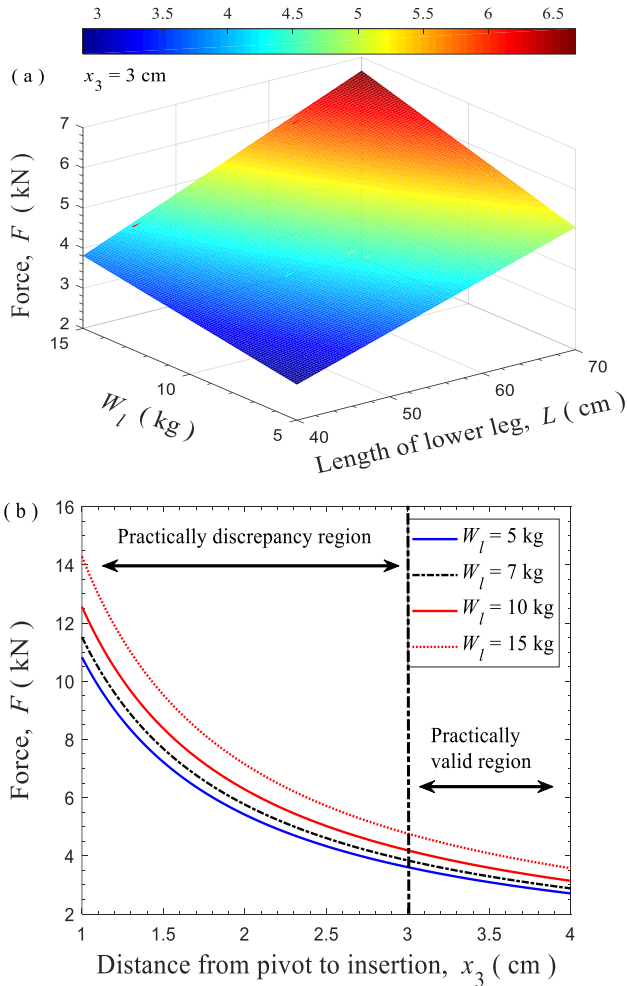 3 3.5 4 4.5 5 5.5 6 6.5
( a ) x3 = 3 cm
7
6
5
4
3
2
Force, F ( kN )
15
10
5
Wl ( kg )
40
50
60
70
Length of lower leg, L ( cm )
( b )
16
14
12
10
8
6
4
2
Force, F ( kN )
Practically discrepancy region
Wl = 5 kg
Wl = 7 kg
Wl = 10 kg
Wl = 15 kg
Practically
valid region
1 1.5 2 2.5 3 3.5 4
Distance from pivot to insertion, x3 ( cm )